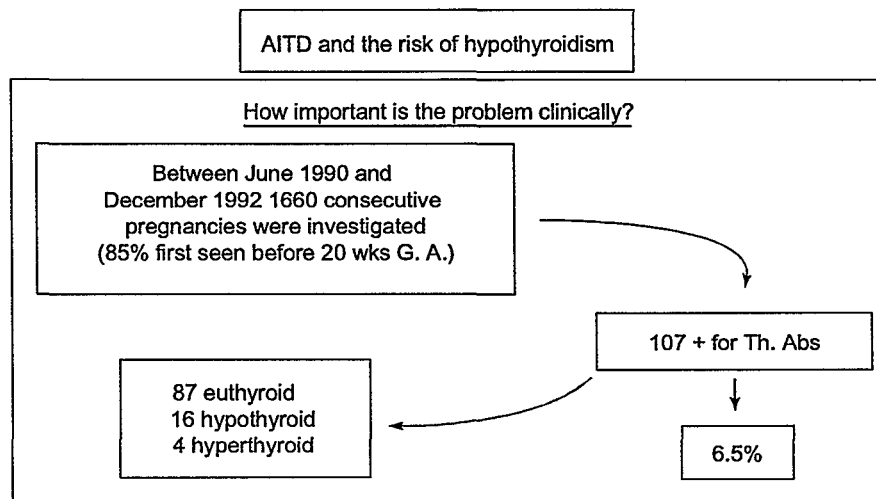 AITD and the risk of hypothyroidism
How important is the problem clinically?
Between June 1990 and
December 1992 1660 consecutive
pregnancies were investigated
(85% first seen before 20 wks G. A.)
107 + for Th. Abs
87 euthyroid
16 hypothyroid
4 hyperthyroid
6.5%